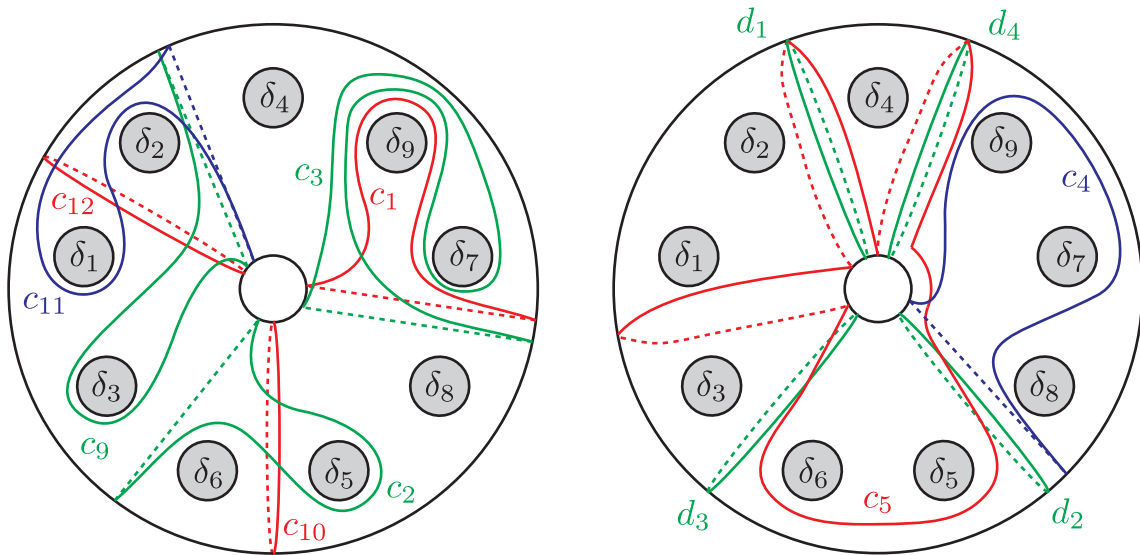 d₁ d₄
δ₄ δ₄
δ₂ δ₉ δ₂ δ₉
c₃ c₁ c₄
c₁₂
δ₁ δ₇ δ₁ δ₇
c₁₁
δ₃ δ₈ δ₃ δ₈
c₉
δ₆ δ₅ δ₆ δ₅
c₂ c₅
c₁₀ d₃ d₂